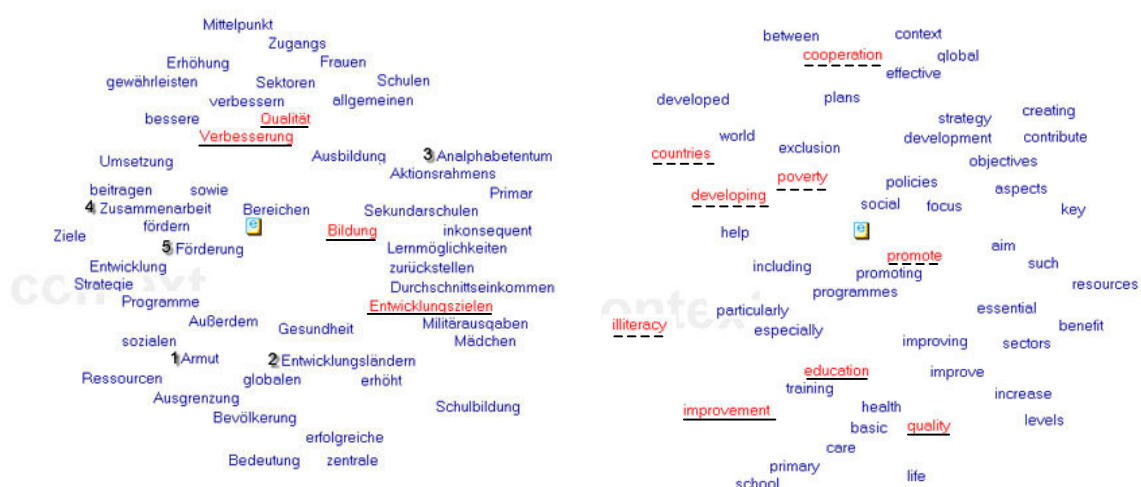 Mittelpunkt
Zugangs
Erhöhung
Frauen
gewährleisten
Sektoren
Schulen
verbessern
allgemeinen
bessere
Qualität
Verbesserung
Umsetzung
Ausbildung
3 Analphabetentum
Aktionsrahmens
beitragen
sowie
Primar
4 Zusammenarbeit
Bereichen
Sekundarschulen
fördern
Ziele
Bildung
inkonsequent
5 Förderung
Lernmöglichkeiten
Entwicklung
zurückstellen
Strategie
Durchschnittseinkommen
Programme
Entwicklungszielen
Außerdem
Gesundheit
Militärausgaben
sozialen
Mädchen
1 Armut
2 Entwicklungsländern
Ressourcen
globalen
erhöht
Ausgrenzung
Schulbildung
Bevölkerung
erfolgreiche
Bedeutung
zentrale
between
context
cooperation
global
effective
developed
plans
creating
strategy
world
development
contribute
countries
exclusion
objectives
poverty
policies
aspects
developing
social
focus
key
help
aim
promote
such
including
promoting
resources
programmes
particularly
essential
illiteracy
especially
benefit
improving
sectors
education
improve
training
increase
improvement
health
levels
basic
quality
care
primary
life
school